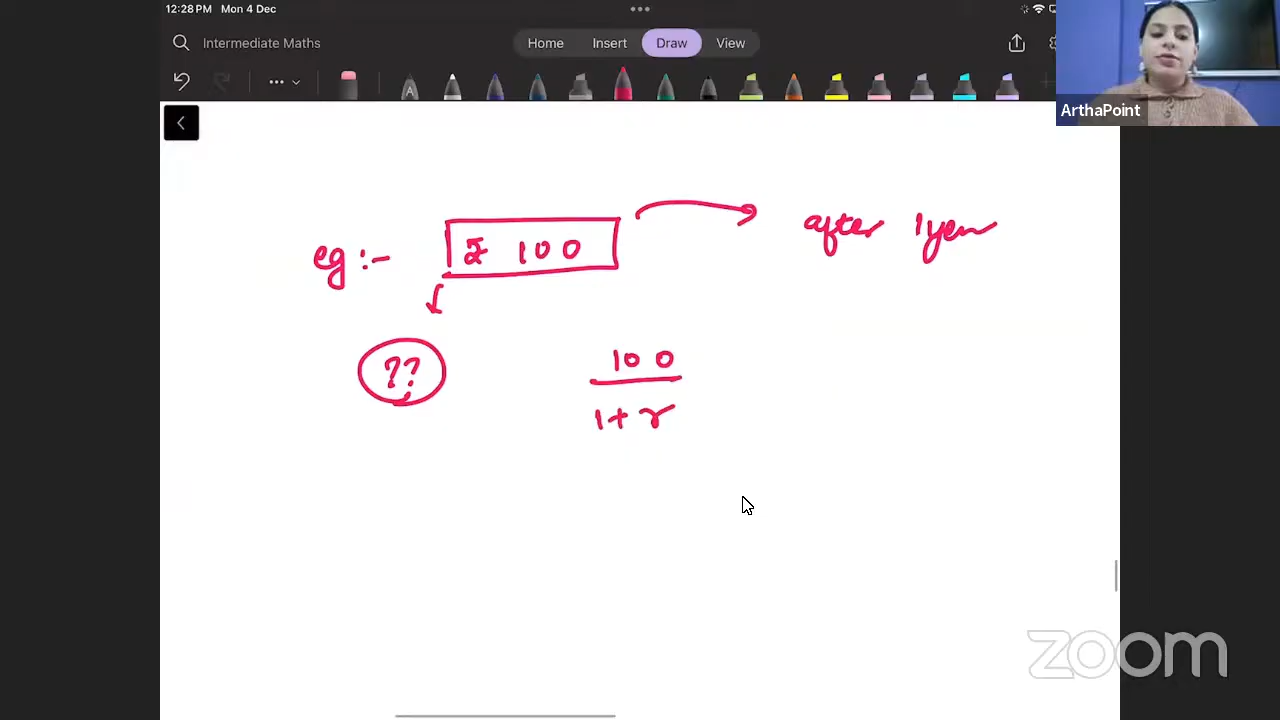 12:28 PM Mon 4 Dec
Intermediate Maths
Home Insert Draw View
A
ArthaPoint
eg :- ₹ 100 after 1 year
??
100
1 + r
zoom